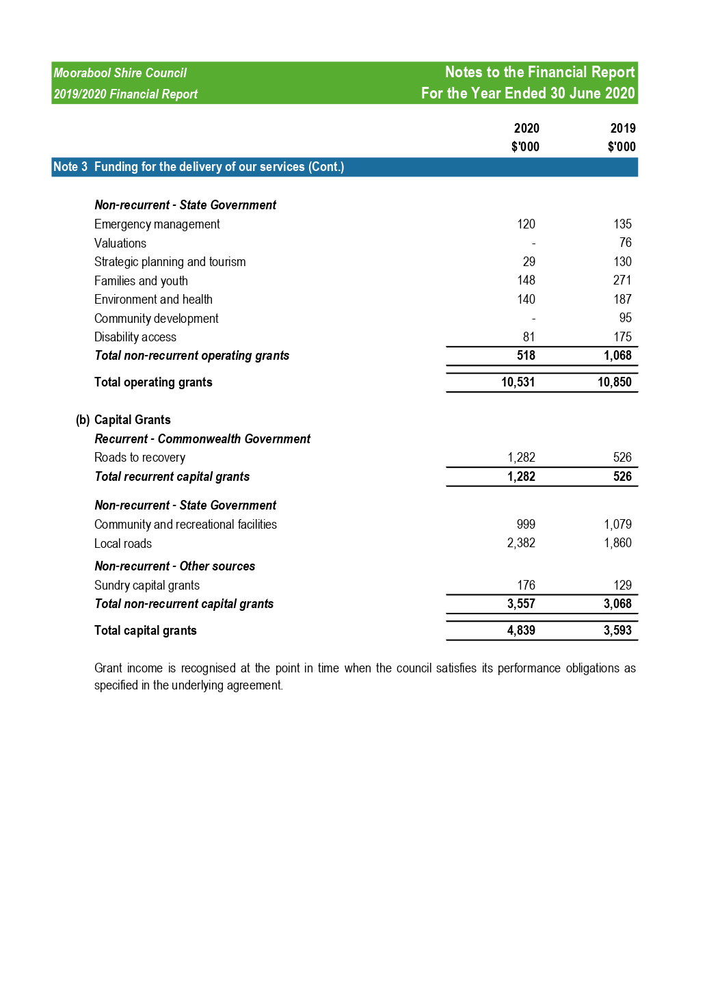 Moorabool Shire Council Notes to the Financial Report
2019/2020 Financial Report For the Year Ended 30 June 2020
2020 2019
$'000 $'000
Note 3 Funding for the delivery of our services (Cont.)
Non-recurrent - State Government
Emergency management 120 135
Valuations - 76
Strategic planning and tourism 29 130
Families and youth 148 271
Environment and health 140 187
Community development - 95
Disability access 81 175
Total non-recurrent operating grants 518 1,068
Total operating grants 10,531 10,850
(b) Capital Grants
Recurrent - Commonwealth Government
Roads to recovery 1,282 526
Total recurrent capital grants 1,282 526
Non-recurrent - State Government
Community and recreational facilities 999 1,079
Local roads 2,382 1,860
Non-recurrent - Other sources
Sundry capital grants 176 129
Total non-recurrent capital grants 3,557 3,068
Total capital grants 4,839 3,593
Grant income is recognised at the point in time when the council satisfies its performance obligations as
specified in the underlying agreement.